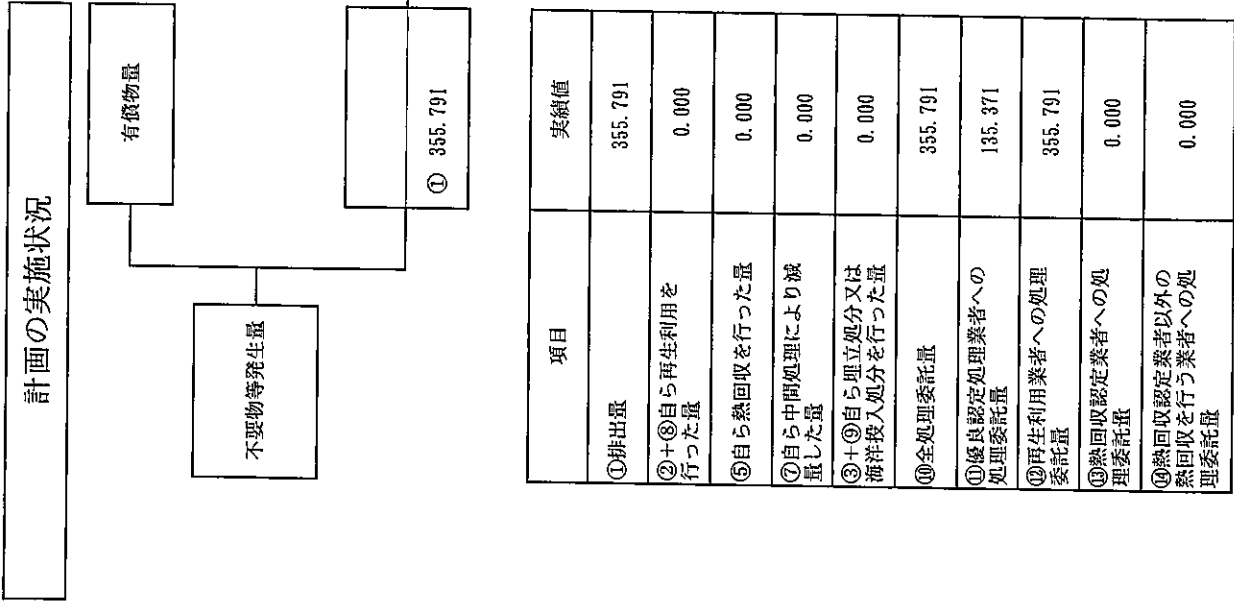 計画の実施状況
有償物量
不要物等発生量
① 355.791
項目
実績値
①排出量
355.791
②+⑧自ら再生利用を
行った量
0.000
⑤自ら熱回収を行った量
0.000
⑦自ら中間処理により減
量した量
0.000
③+⑨自ら埋立処分又は
海洋投入処分を行った量
0.000
⑩全処理委託量
355.791
⑪優良認定処理業者への
処理委託量
135.371
⑫再生利用業者への処理
委託量
355.791
⑬熱回収認定業者への処
理委託量
0.000
⑭熱回収認定業者以外の
熱回収を行う業者への処
理委託量
0.000